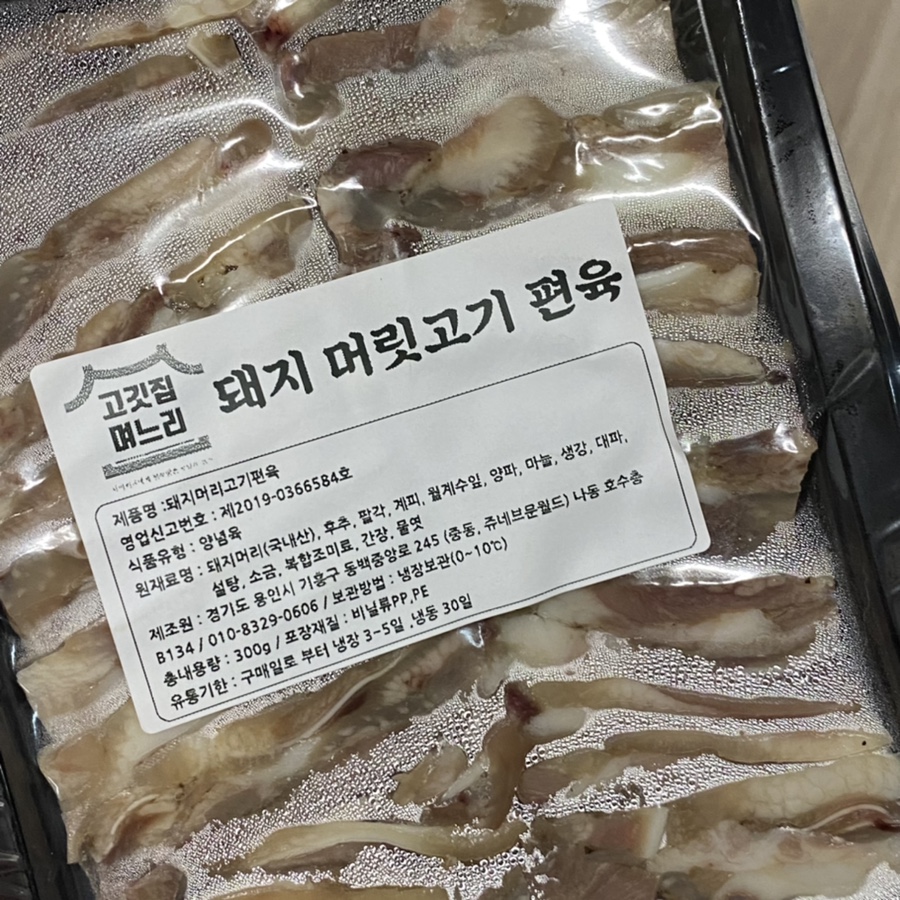 고깃집
며느리
돼지 머릿고기 편육
제품명 :돼지머리고기편육
영업신고번호 : 제2019-0366584호
식품유형 : 양념육
원재료명 : 돼지머리(국내산), 후추, 팔각, 계피, 월계수잎, 양파, 마늘, 생강, 대파,
설탕, 소금, 복합조미료, 간장, 물엿
제조원 : 경기도 용인시 기흥구 동백중앙로 245 (중동, 쥬네브문월드) 나동 호수층
B134 / 010-8329-0606 / 보관방법 : 냉장보관(0~10℃)
총내용량 : 300g / 포장재질 : 비닐류PP,PE
유통기한 : 구매일로 부터 냉장 3-5일 .냉동 30일